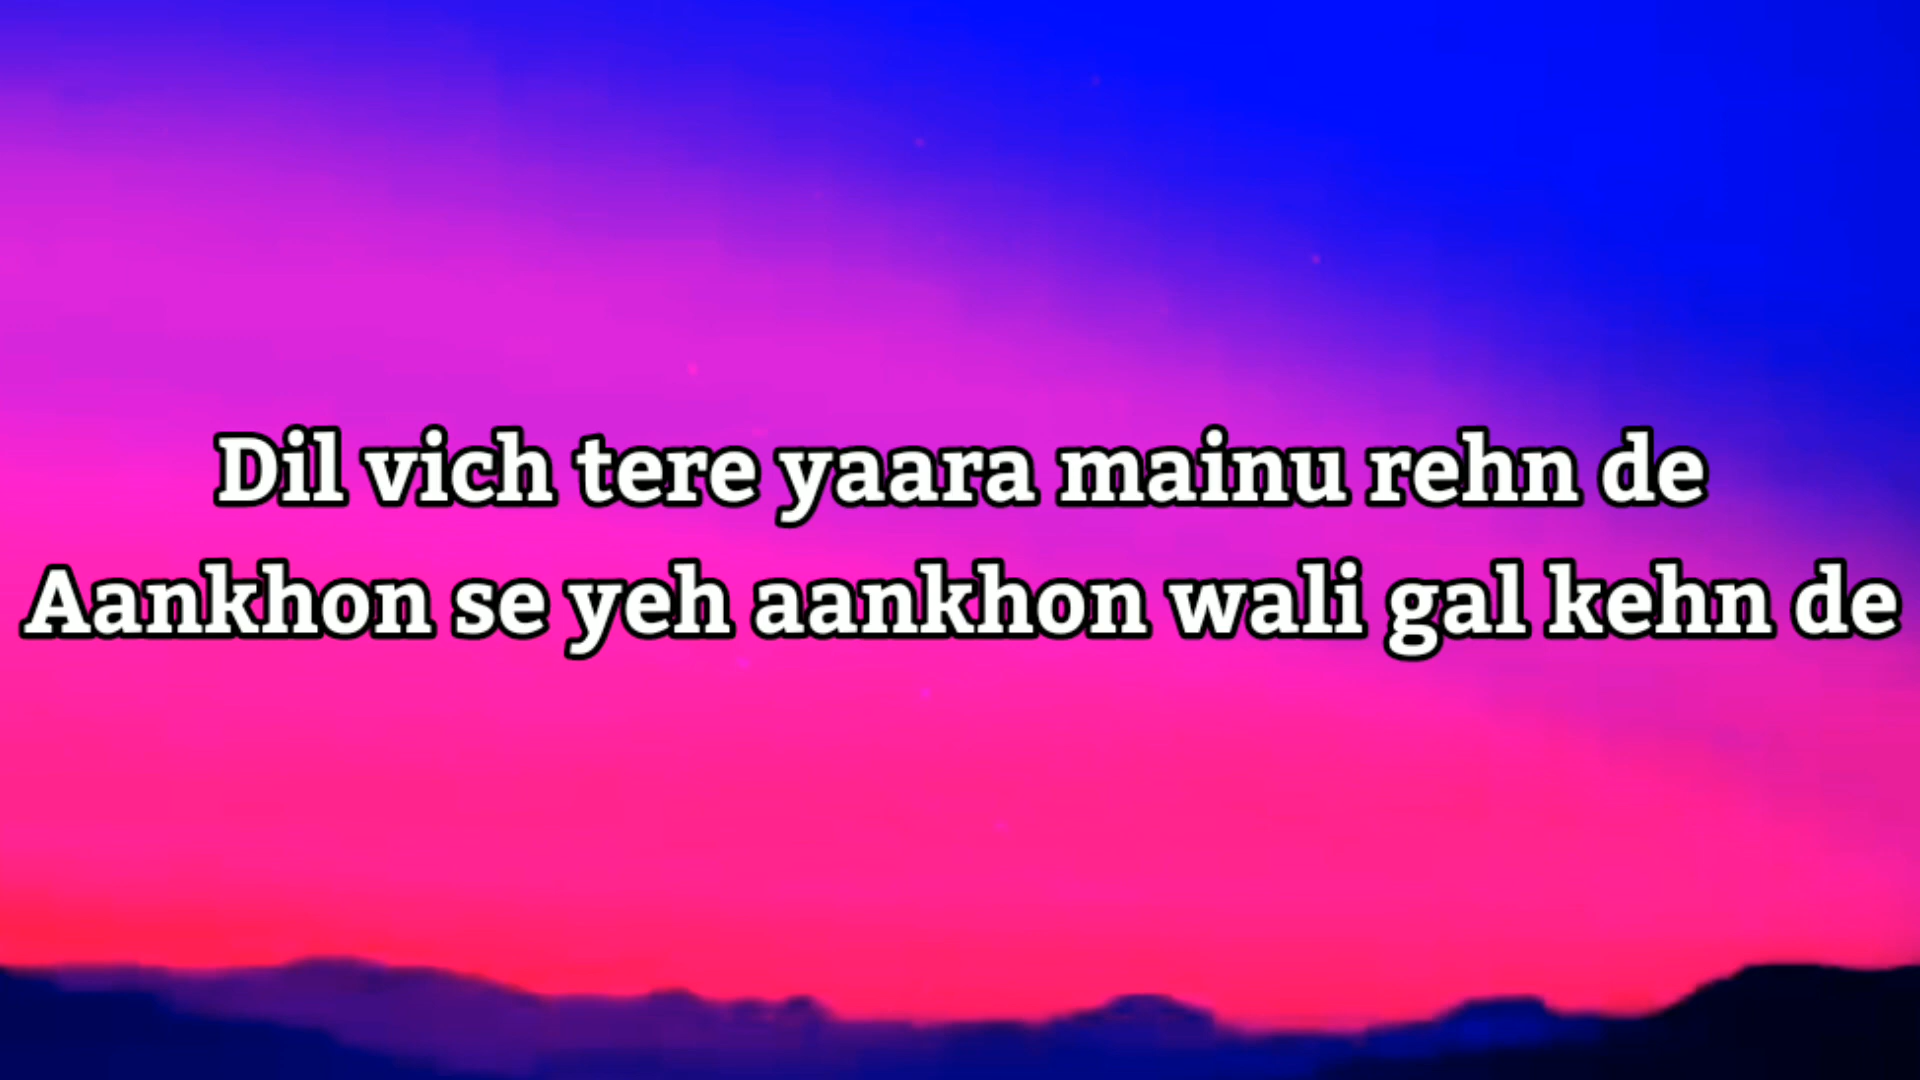 Dil vich tere yaara mainu rehn de
Aankhon se yeh aankhon wali gal kehn de